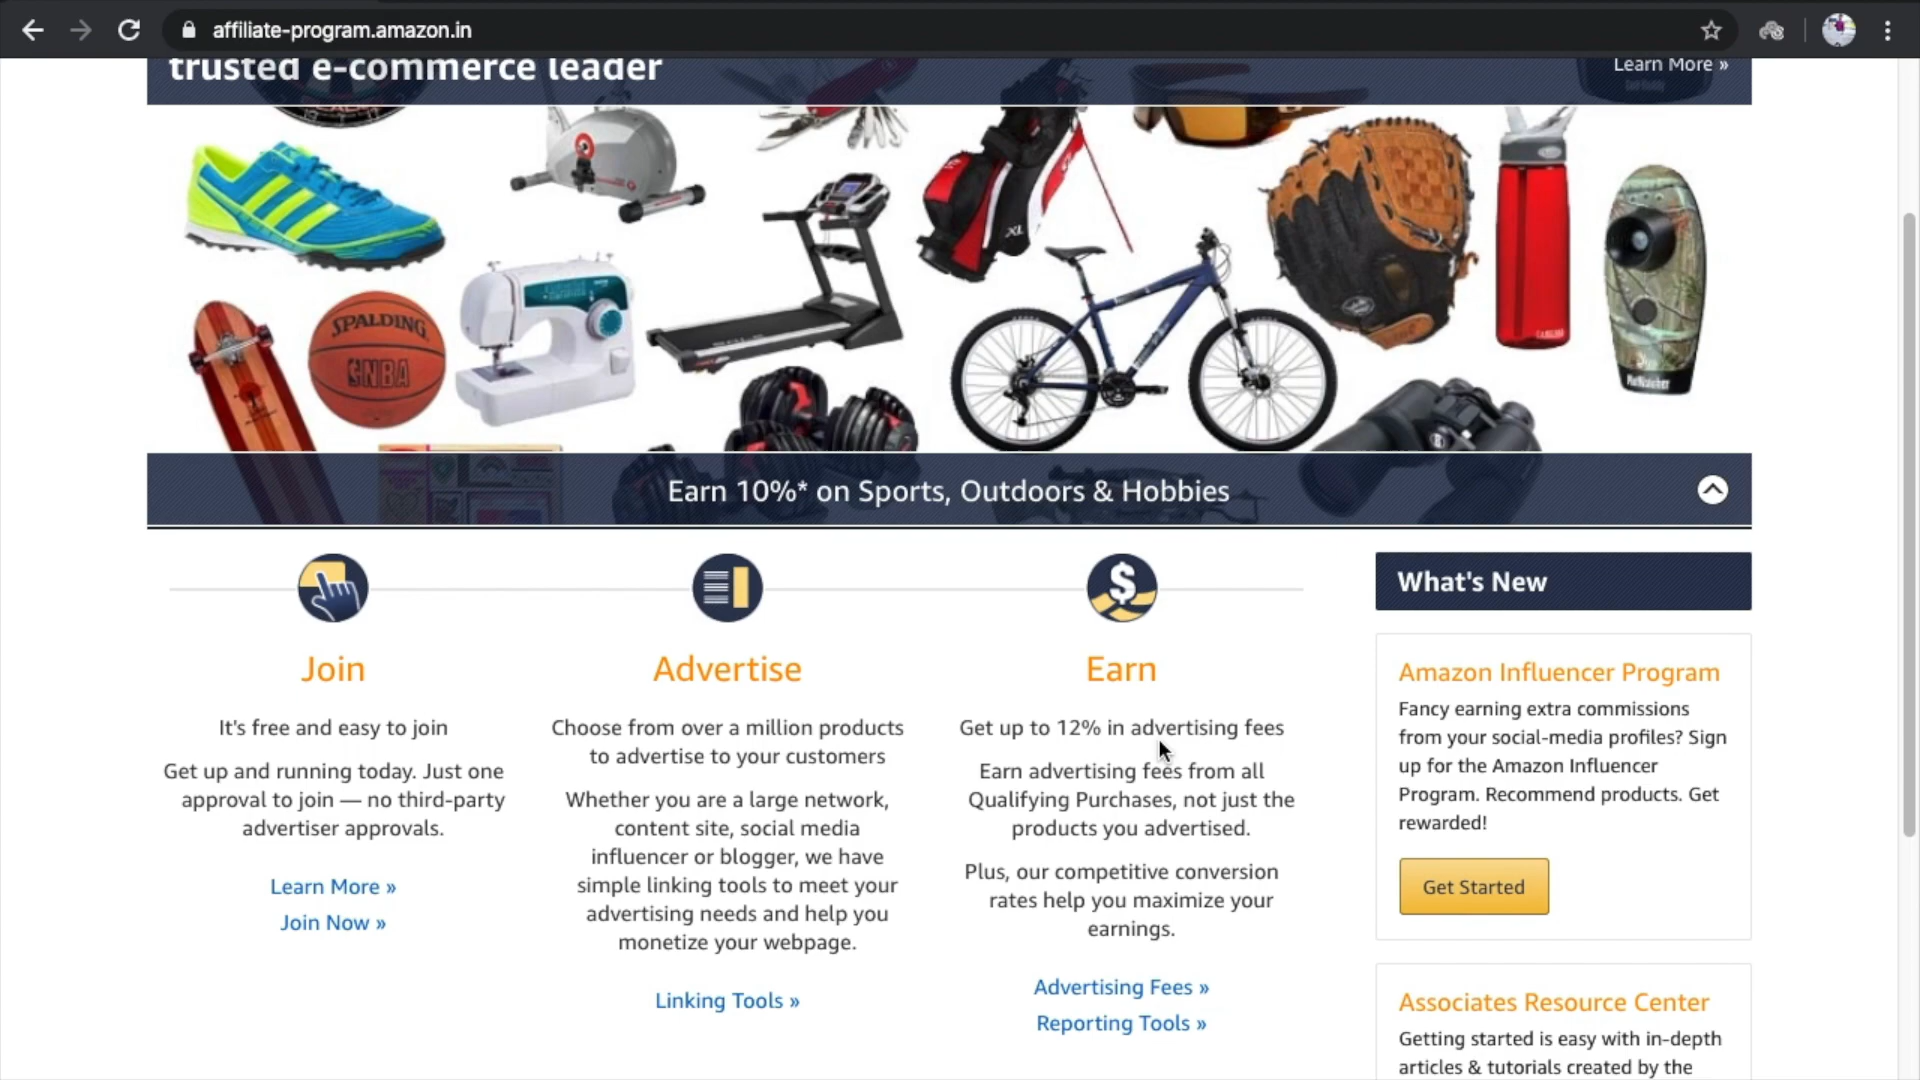 affiliate-program.amazon.in
trusted e-commerce leader
Learn More »
XL
SPALDING
NBA
Earn 10%* on Sports, Outdoors & Hobbies
Join
It's free and easy to join
Get up and running today. Just one
approval to join — no third-party
advertiser approvals.
Learn More »
Join Now »
Advertise
Choose from over a million products
to advertise to your customers
Whether you are a large network,
content site, social media
influencer or blogger, we have
simple linking tools to meet your
advertising needs and help you
monetize your webpage.
Linking Tools »
Earn
Get up to 12% in advertising fees
Earn advertising fees from all
Qualifying Purchases, not just the
products you advertised.
Plus, our competitive conversion
rates help you maximize your
earnings.
Advertising Fees »
Reporting Tools »
What's New
Amazon Influencer Program
Fancy earning extra commissions
from your social-media profiles? Sign
up for the Amazon Influencer
Program. Recommend products. Get
rewarded!
Get Started
Associates Resource Center
Getting started is easy with in-depth
articles & tutorials created by the